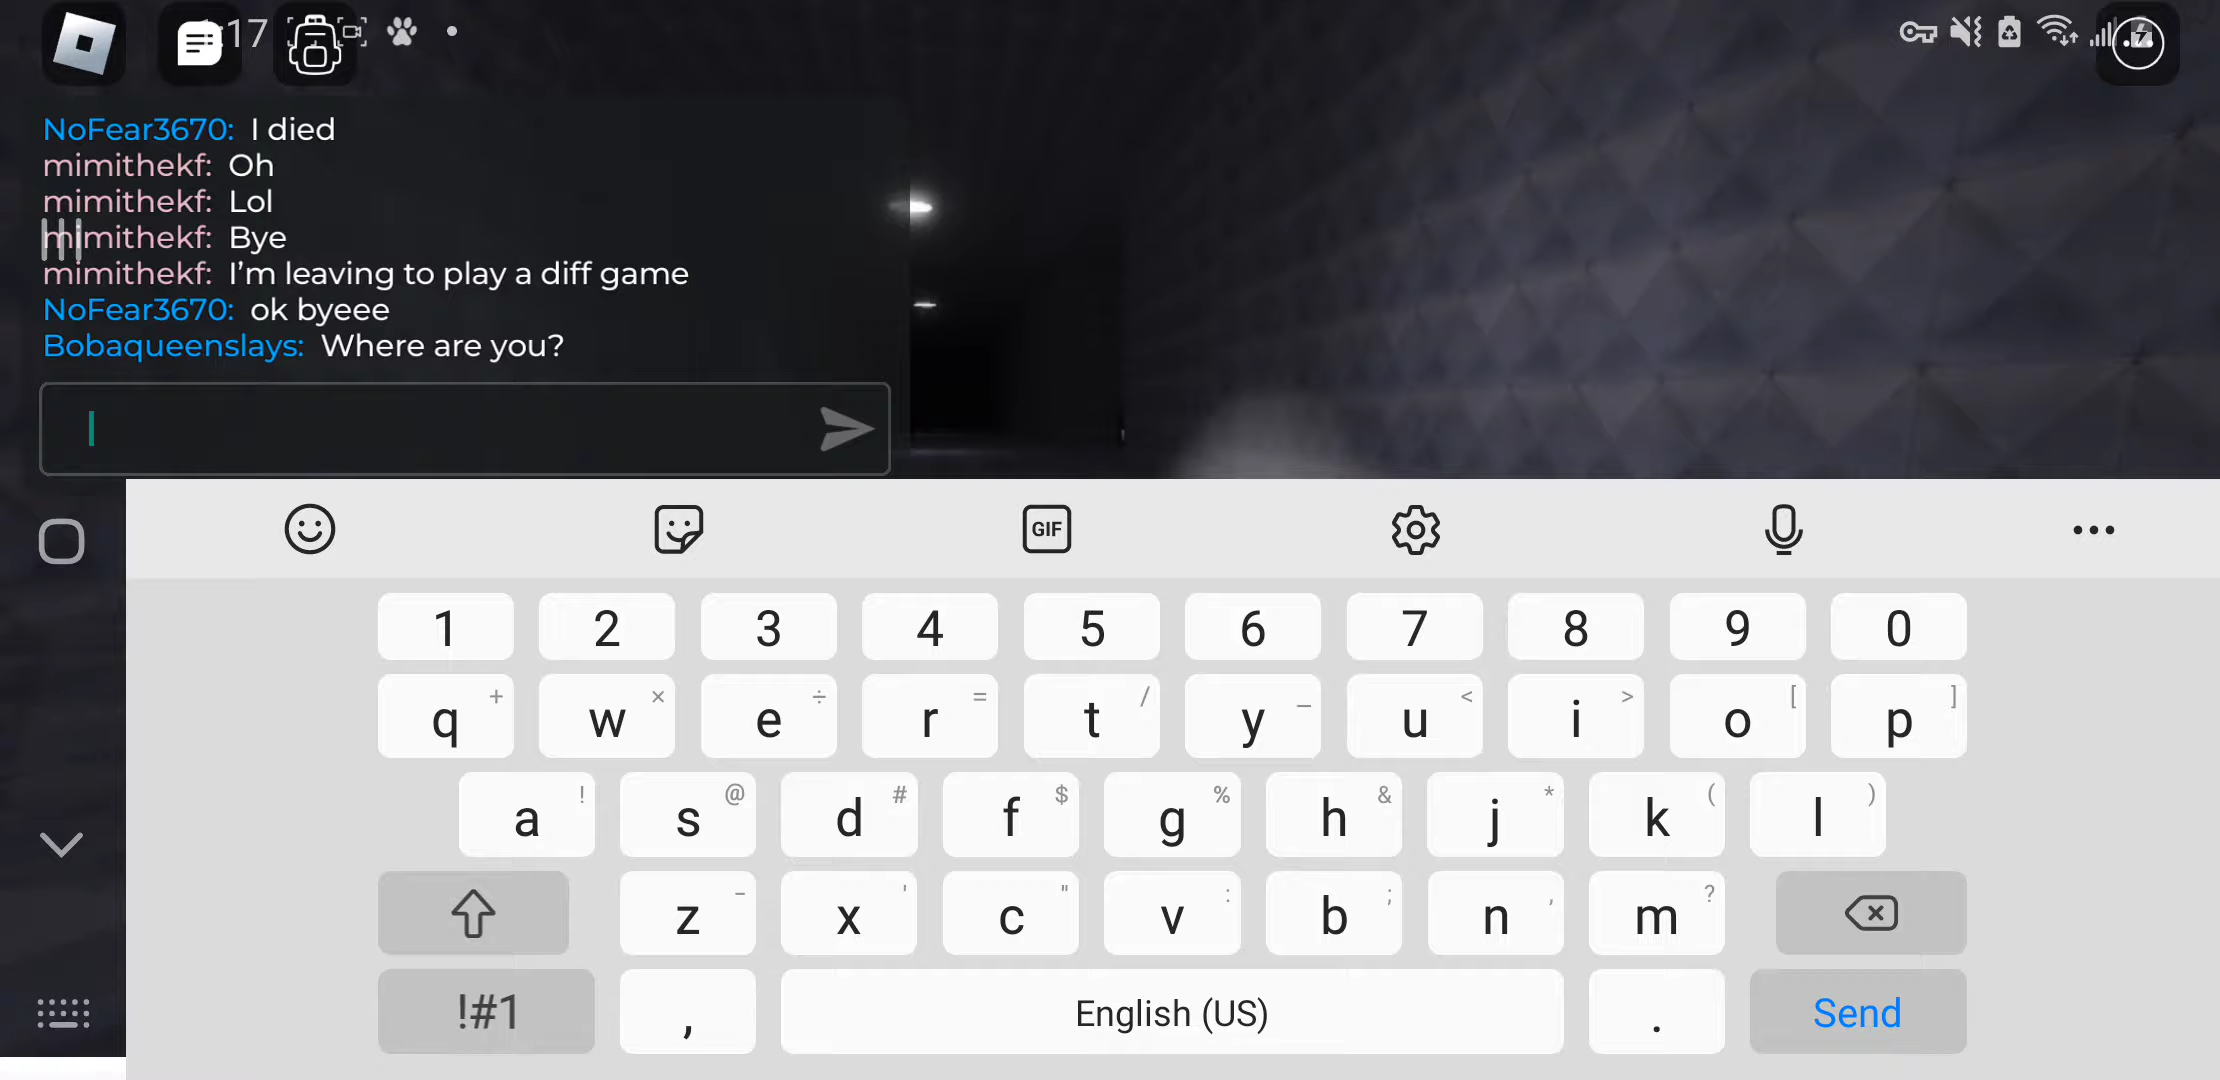 :17
NoFear3670: I died
mimithekf: Oh
mimithekf: Lol
mimithekf: Bye
mimithekf: I’m leaving to play a diff game
NoFear3670: ok byeee
Bobaqueenslays: Where are you?
GIF
1 2 3 4 5 6 7 8 9 0
q + w × e ÷ r = t / y _ u < i > o [ p ]
a ! s @ d # f $ g % h & j * k ( l )
z - x ' c " v : b ; n , m ?
!#1 , English (US) . Send